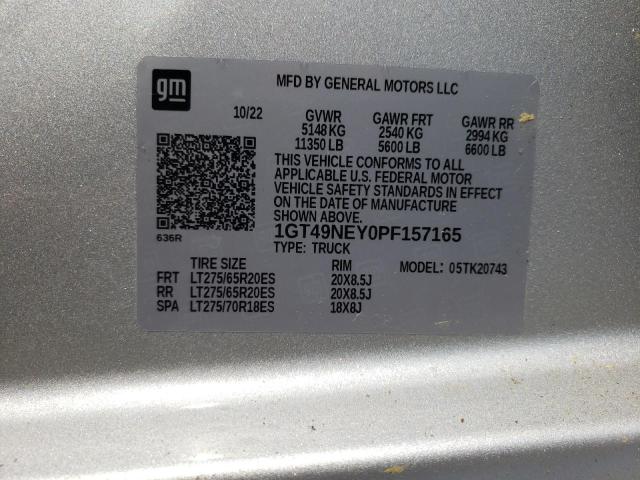 gm
MFD BY GENERAL MOTORS LLC
10/22 GVWR GAWR FRT GAWR RR
5148 KG 2540 KG 2994 KG
11350 LB 5600 LB 6600 LB
THIS VEHICLE CONFORMS TO ALL
APPLICABLE U.S. FEDERAL MOTOR
VEHICLE SAFETY STANDARDS IN EFFECT
ON THE DATE OF MANUFACTURE
SHOWN ABOVE.
636R
1GT49NEY0PF157165
TYPE: TRUCK
TIRE SIZE RIM MODEL: 05TK20743
FRT LT275/65R20ES 20X8.5J
RR LT275/65R20ES 20X8.5J
SPA LT275/70R18ES 18X8J